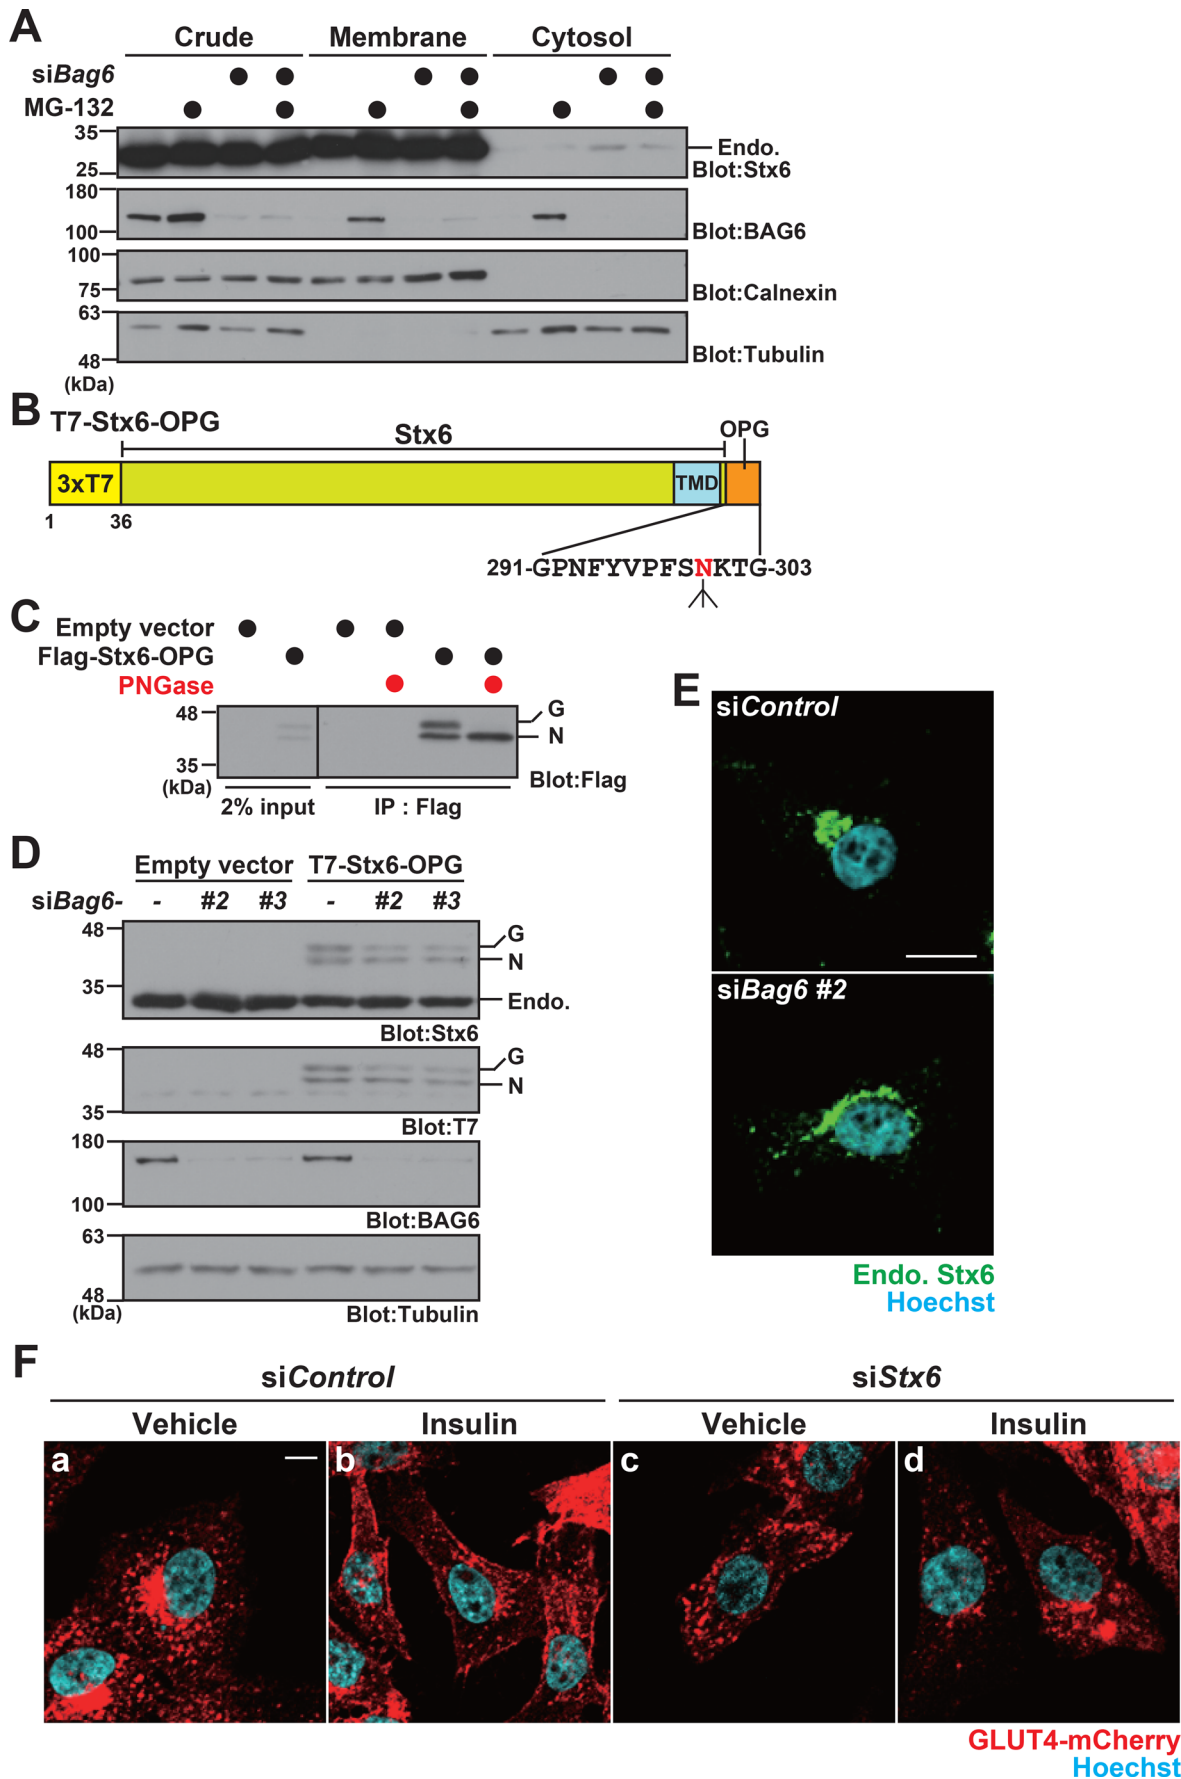 A
Crude Membrane Cytosol
siBag6
MG-132
35
25
Endo.
Blot:Stx6
180
100
Blot:BAG6
100
75
Blot:Calnexin
63
48
Blot:Tubulin
(kDa)
B
T7-Stx6-OPG
Stx6
OPG
3xT7
TMD
1
36
291-GPNFYVPFSNKTG-303
C
Empty vector
Flag-Stx6-OPG
PNGase
48
35
(kDa)
G
N
Blot:Flag
2% input
IP : Flag
D
Empty vector T7-Stx6-OPG
siBag6- - #2 #3 - #2 #3
48
35
G
N
Endo.
Blot:Stx6
48
35
G
N
Blot:T7
180
100
Blot:BAG6
63
48
(kDa)
Blot:Tubulin
E
siControl
siBag6 #2
Endo. Stx6
Hoechst
F
siControl siStx6
Vehicle Insulin Vehicle Insulin
a b c d
GLUT4-mCherry
Hoechst